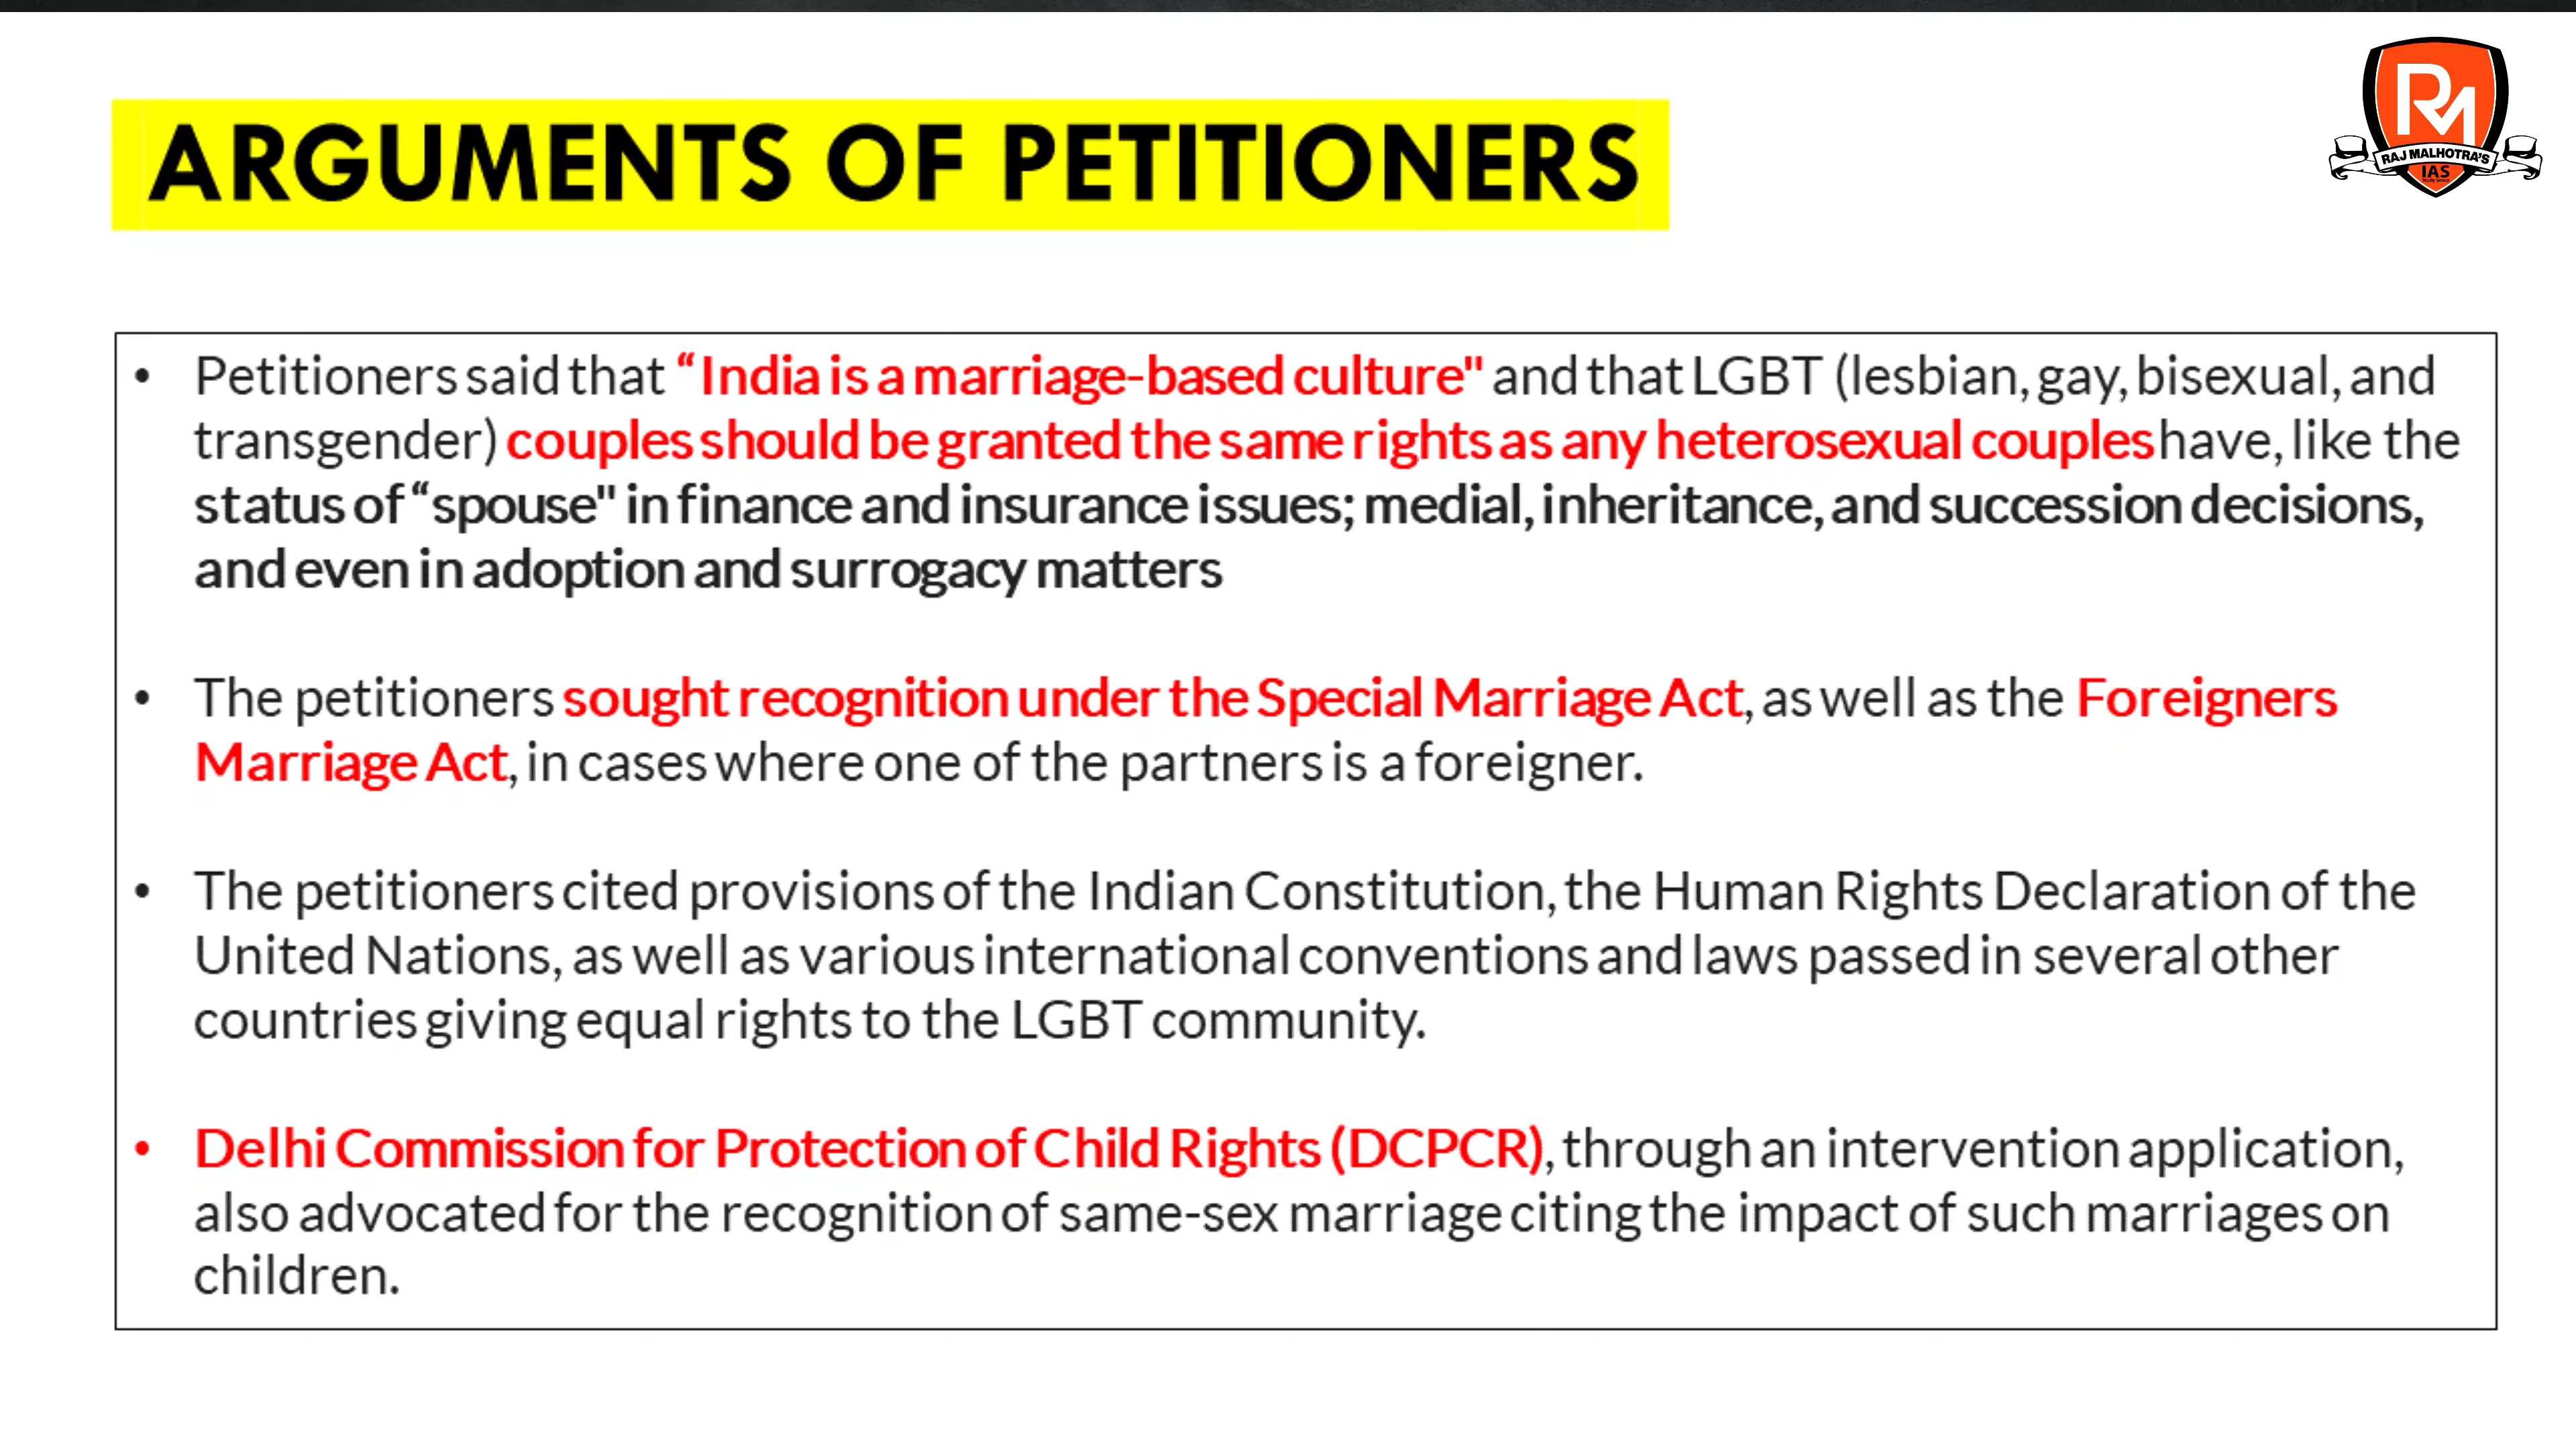 RM
RAJ MALHOTRA'S
IAS
Study Group
ARGUMENTS OF PETITIONERS
• Petitioners said that “India is a marriage-based culture" and that LGBT (lesbian, gay, bisexual, and
transgender) couples should be granted the same rights as any heterosexual couples have, like the
status of “spouse" in finance and insurance issues; medial, inheritance, and succession decisions,
and even in adoption and surrogacy matters
• The petitioners sought recognition under the Special Marriage Act, as well as the Foreigners
Marriage Act, in cases where one of the partners is a foreigner.
• The petitioners cited provisions of the Indian Constitution, the Human Rights Declaration of the
United Nations, as well as various international conventions and laws passed in several other
countries giving equal rights to the LGBT community.
• Delhi Commission for Protection of Child Rights (DCPCR), through an intervention application,
also advocated for the recognition of same-sex marriage citing the impact of such marriages on
children.